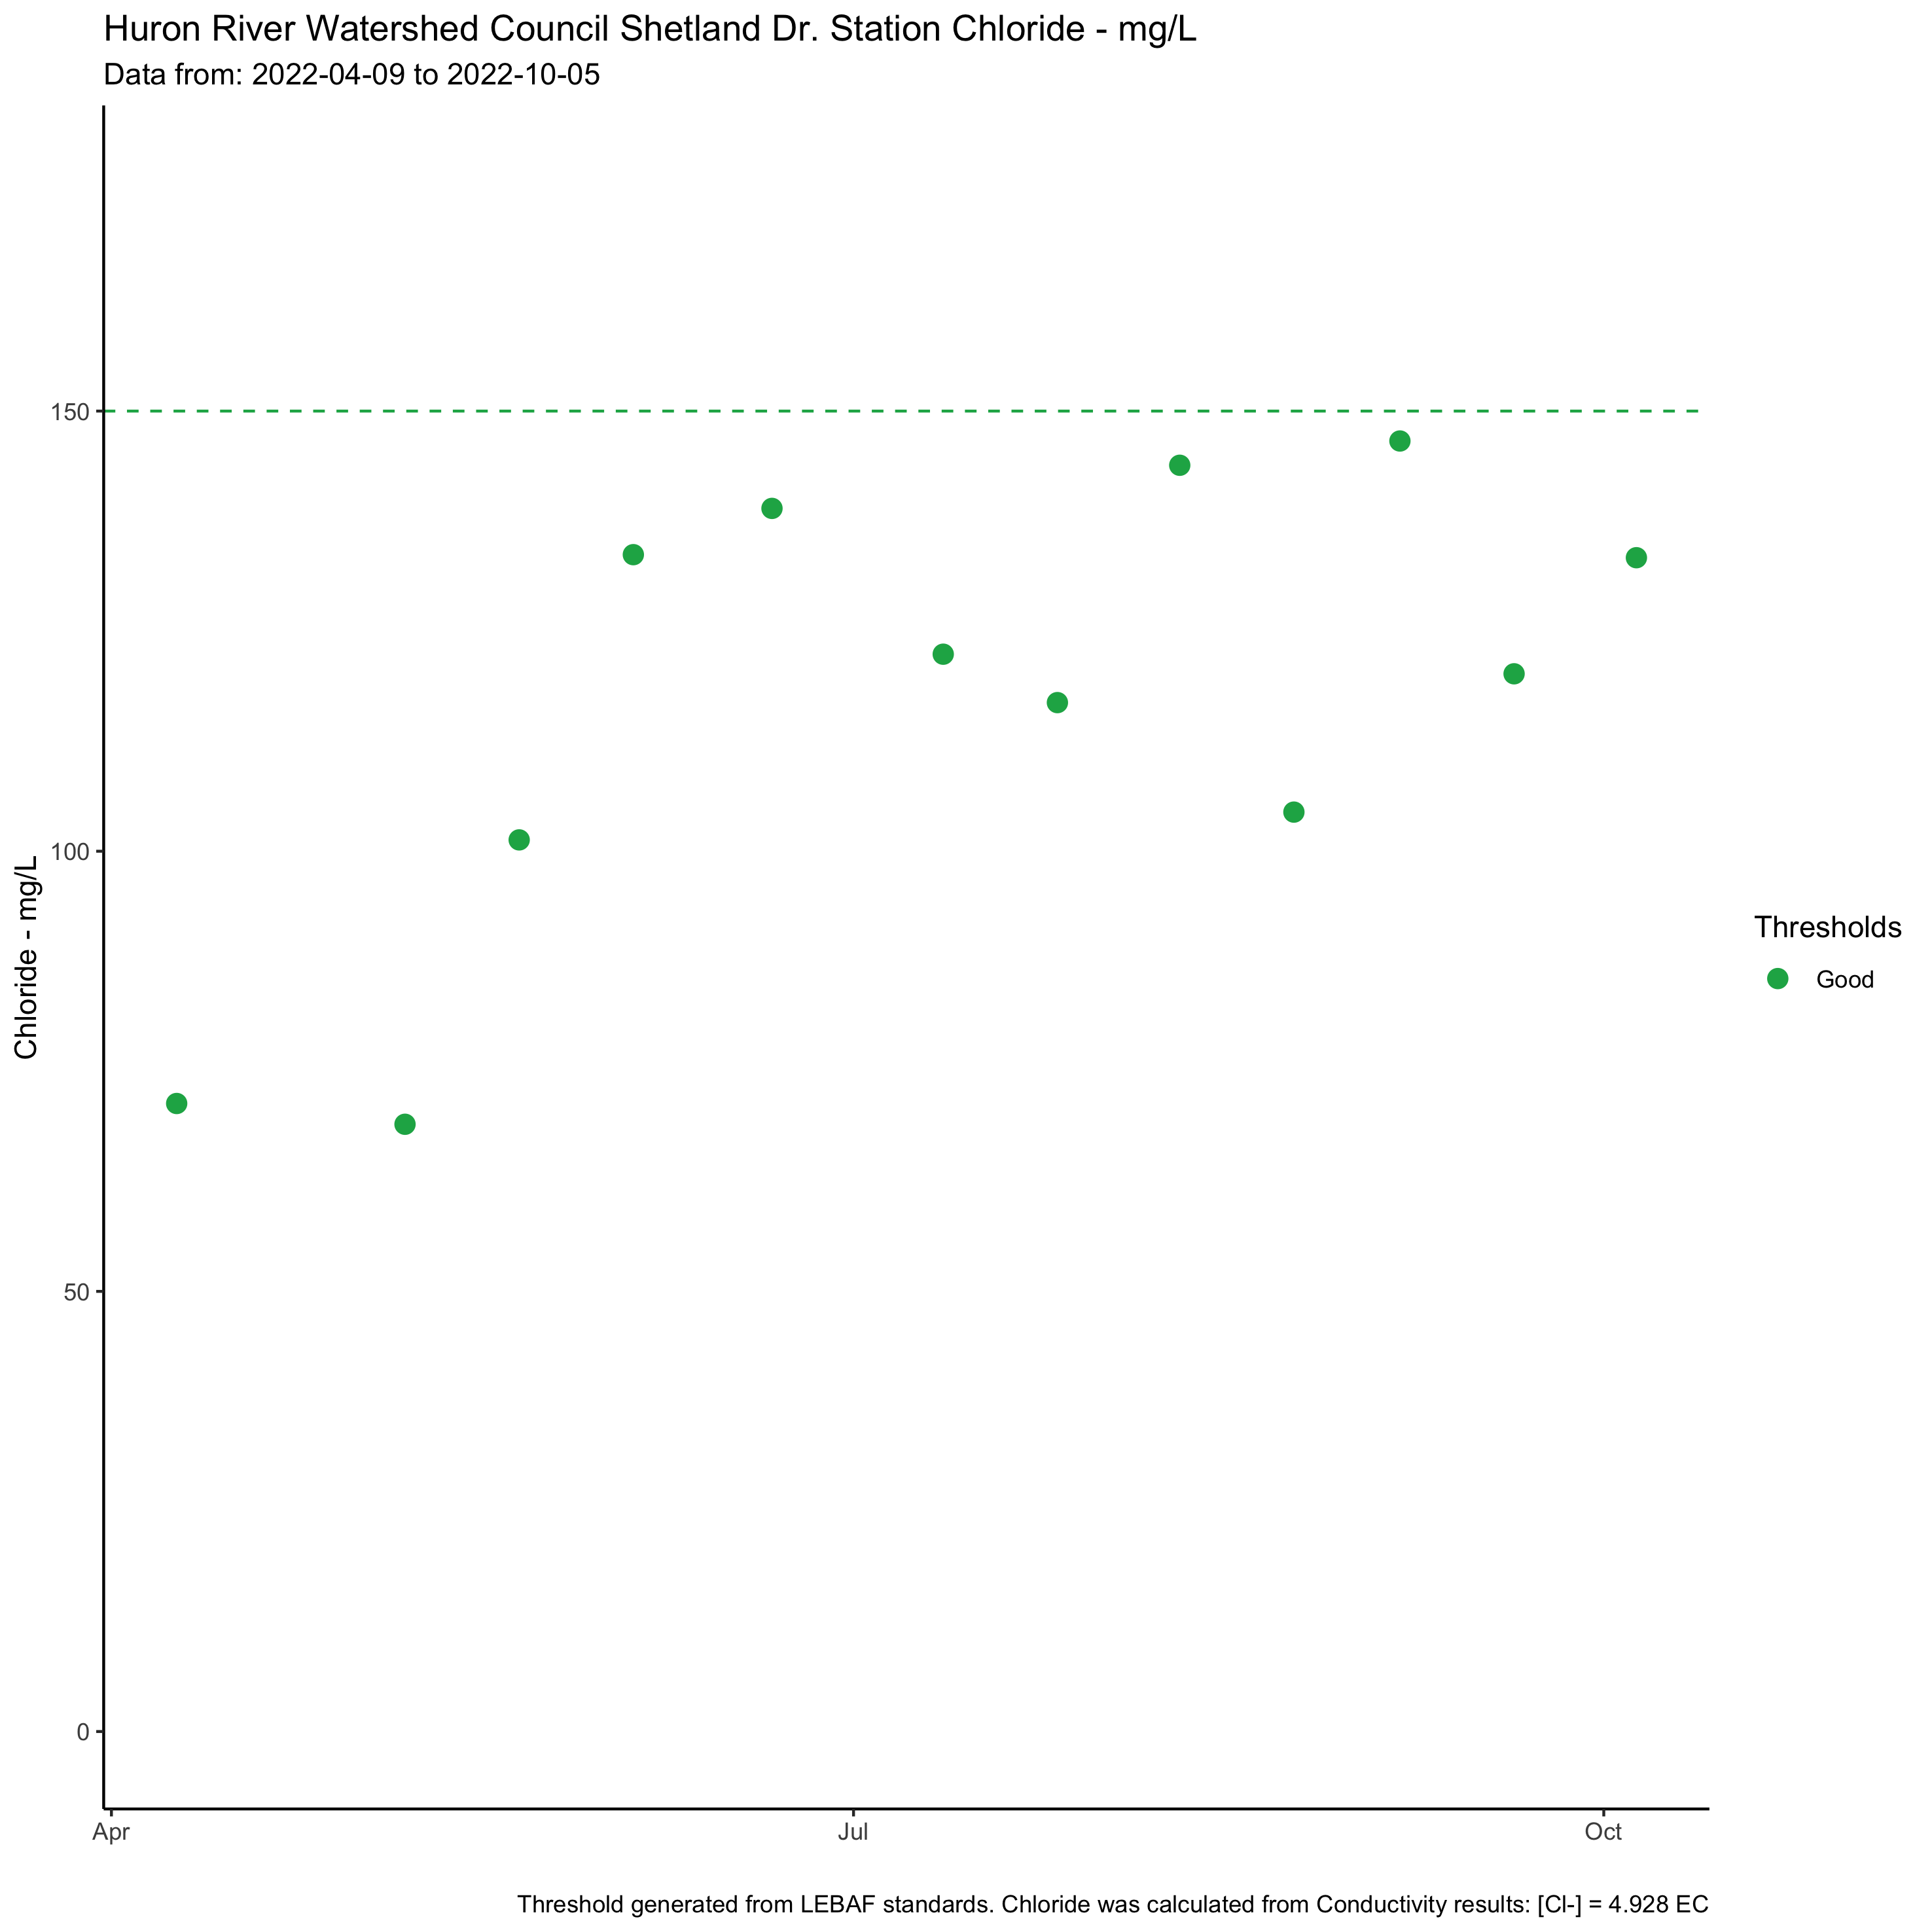 Huron River Watershed Council Shetland Dr. Station Chloride - mg/L
Data from: 2022-04-09 to 2022-10-05
150
100
50
0
Chloride - mg/L
Apr
Jul
Oct
Thresholds
Good
Threshold generated from LEBAF standards. Chloride was calculated from Conductivity results: [Cl-] = 4.928 EC